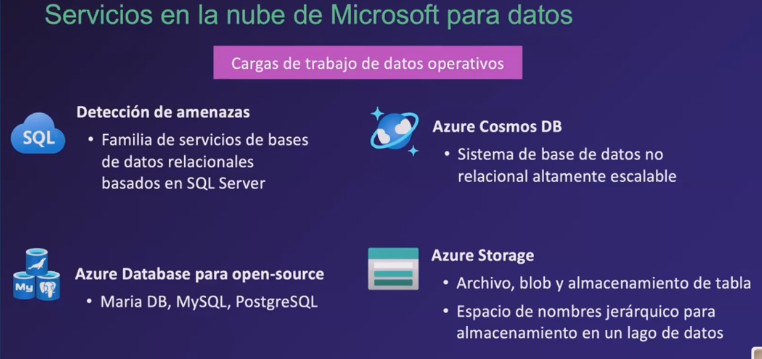 Servicios en la nube de Microsoft para datos
Cargas de trabajo de datos operativos
SQL
Detección de amenazas
• Familia de servicios de bases
de datos relacionales
basados en SQL Server
Azure Cosmos DB
• Sistema de base de datos no
relacional altamente escalable
My
Azure Database para open-source
• Maria DB, MySQL, PostgreSQL
Azure Storage
• Archivo, blob y almacenamiento de tabla
• Espacio de nombres jerárquico para
almacenamiento en un lago de datos